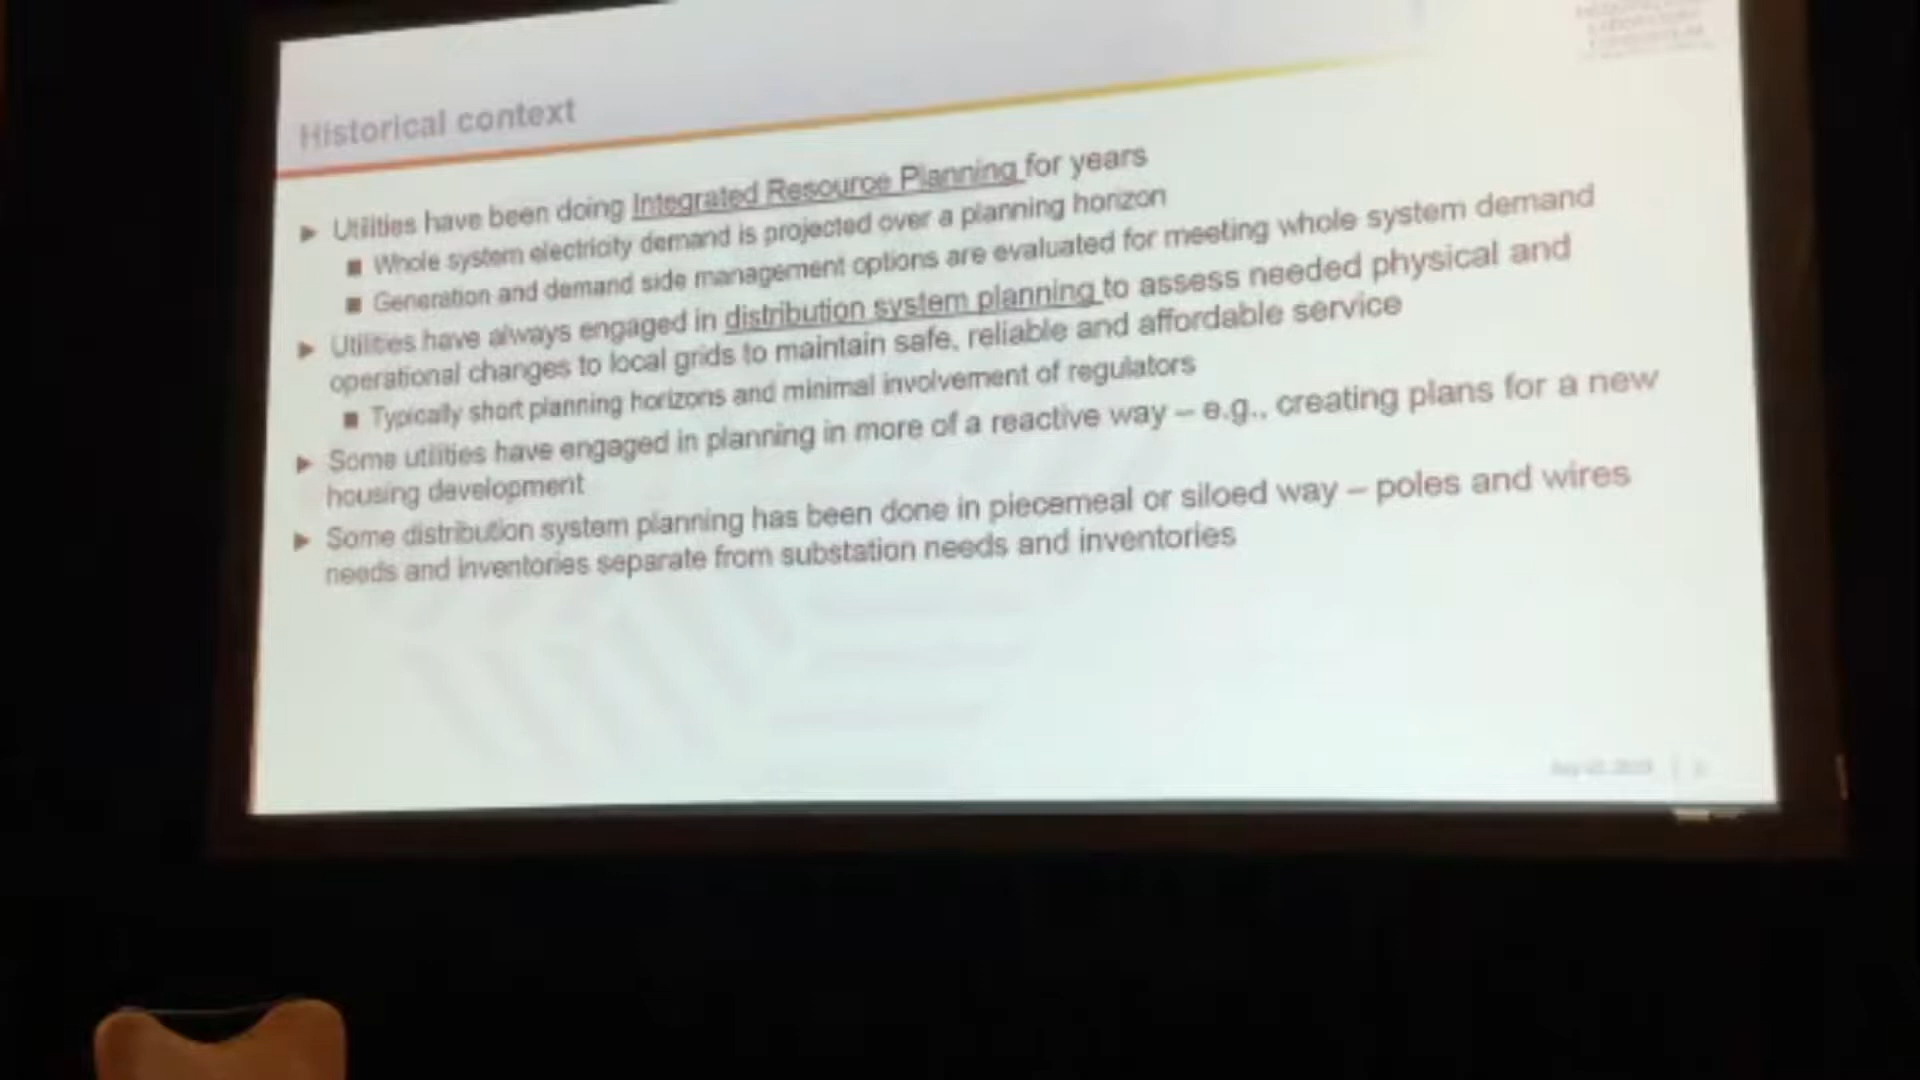 Historical context
► Utilities have been doing Integrated Resource Planning for years
■ Whole system electricity demand is projected over a planning horizon
■ Generation and demand side management options are evaluated for meeting whole system demand
► Utilities have always engaged in distribution system planning to assess needed physical and
operational changes to local grids to maintain safe, reliable and affordable service
■ Typically short planning horizons and minimal involvement of regulators
► Some utilities have engaged in planning in more of a reactive way – e.g., creating plans for a new
housing development
► Some distribution system planning has been done in piecemeal or siloed way – poles and wires
needs and inventories separate from substation needs and inventories